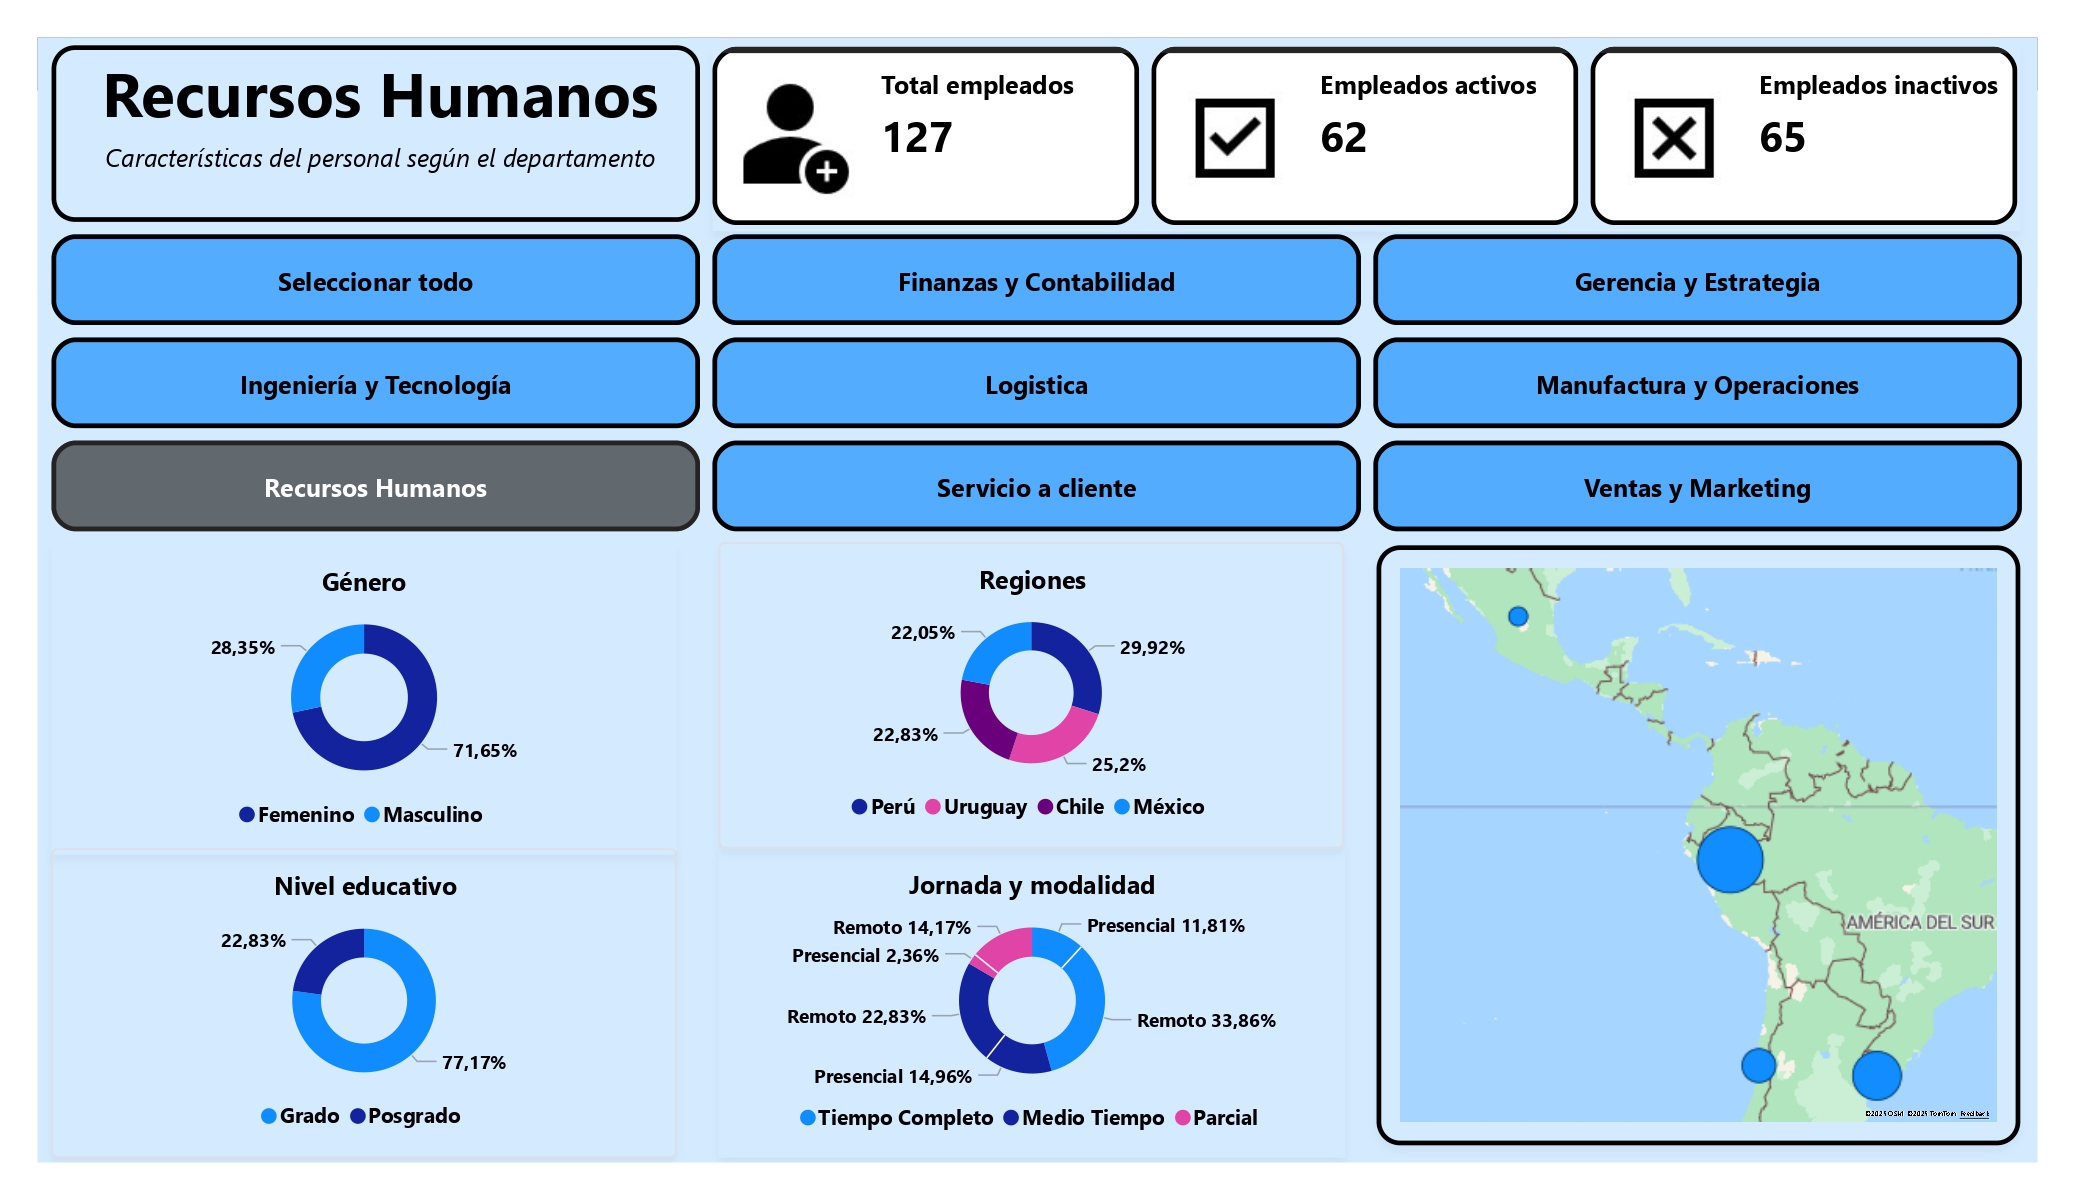 Recursos Humanos
Características del personal según el departamento
Total empleados
127
Empleados activos
62
Empleados inactivos
65
Seleccionar todo
Finanzas y Contabilidad
Gerencia y Estrategia
Ingeniería y Tecnología
Logistica
Manufactura y Operaciones
Recursos Humanos
Servicio a cliente
Ventas y Marketing
Género
28,35%
71,65%
Femenino Masculino
Regiones
22,05%
29,92%
22,83%
25,2%
Perú Uruguay Chile México
Nivel educativo
22,83%
77,17%
Grado Posgrado
Jornada y modalidad
Remoto 14,17%
Presencial 11,81%
Presencial 2,36%
Remoto 22,83%
Remoto 33,86%
Presencial 14,96%
Tiempo Completo Medio Tiempo Parcial
AMÉRICA DEL SUR
©2025 OSM ©2025 TomTom Feedback